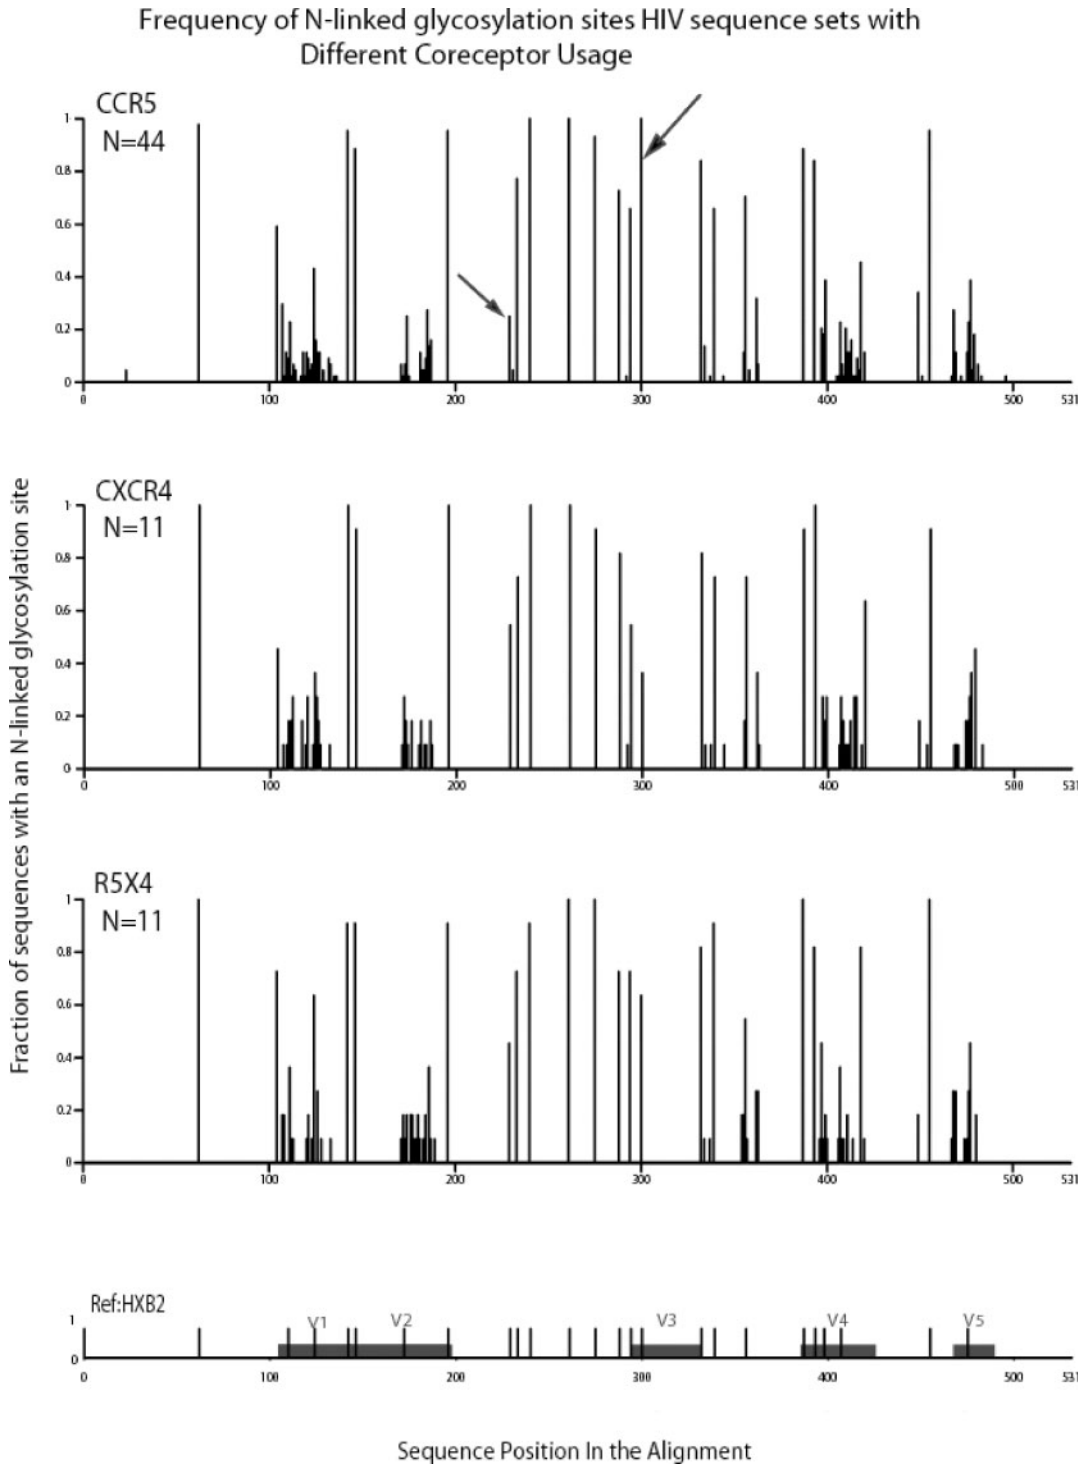 Frequency of N-linked glycosylation sites HIV sequence sets with
Different Coreceptor Usage
CCR5
N=44
1
0.8
0.6
0.4
0.2
0
0 100 200 300 400 500 531
Fraction of sequences with an N-linked glycosylation site
CXCR4
N=11
1
0.8
0.6
0.4
0.2
0
0 100 200 300 400 500 531
R5X4
N=11
1
0.8
0.6
0.4
0.2
0
0 100 200 300 400 500 531
Ref:HXB2
1
V1 V2 V3 V4 V5
0
0 100 200 300 400 500 531
Sequence Position In the Alignment